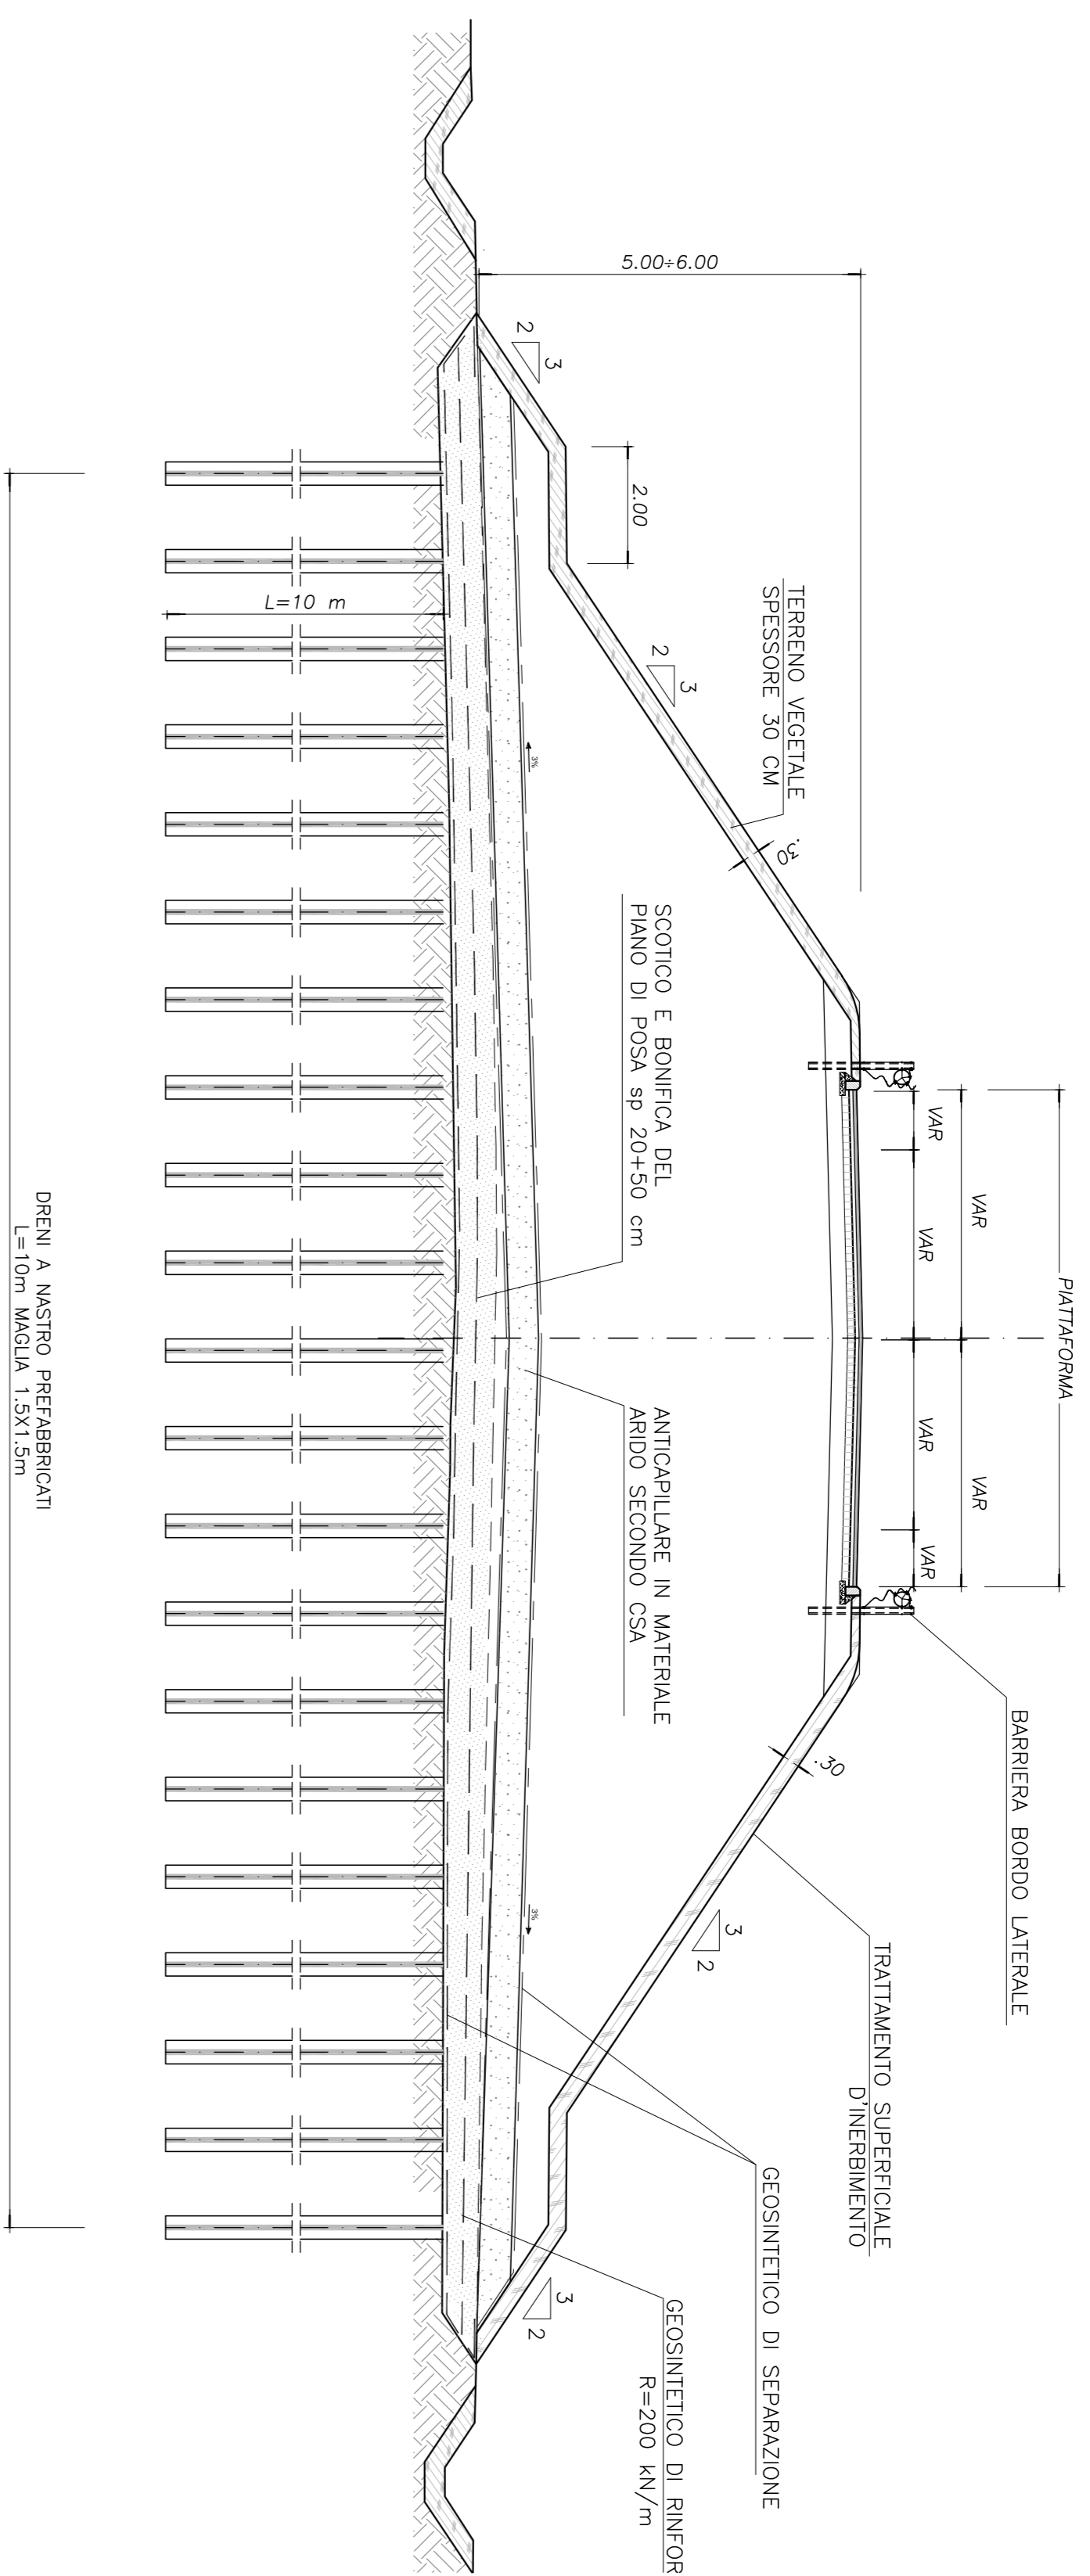 PIATTAFORMA
VAR
VAR
VAR
VAR
VAR
VAR
BARRIERA BORDO LATERALE
5.00÷6.00
TERRENO VEGETALE
SPESSORE 30 CM
.30
.30
TRATTAMENTO SUPERFICIALE
D'INERBIMENTO
2
3
2.00
2
3
3
2
3
2
SCOTICO E BONIFICA DEL
PIANO DI POSA sp 20+50 cm
ANTICAPILLARE IN MATERIALE
ARIDO SECONDO CSA
GEOSINTETICO DI SEPARAZIONE
GEOSINTETICO DI RINFOR
R=200 kN/m
3%
3%
L=10 m
DRENI A NASTRO PREFABBRICATI
L=10m MAGLIA 1.5X1.5m